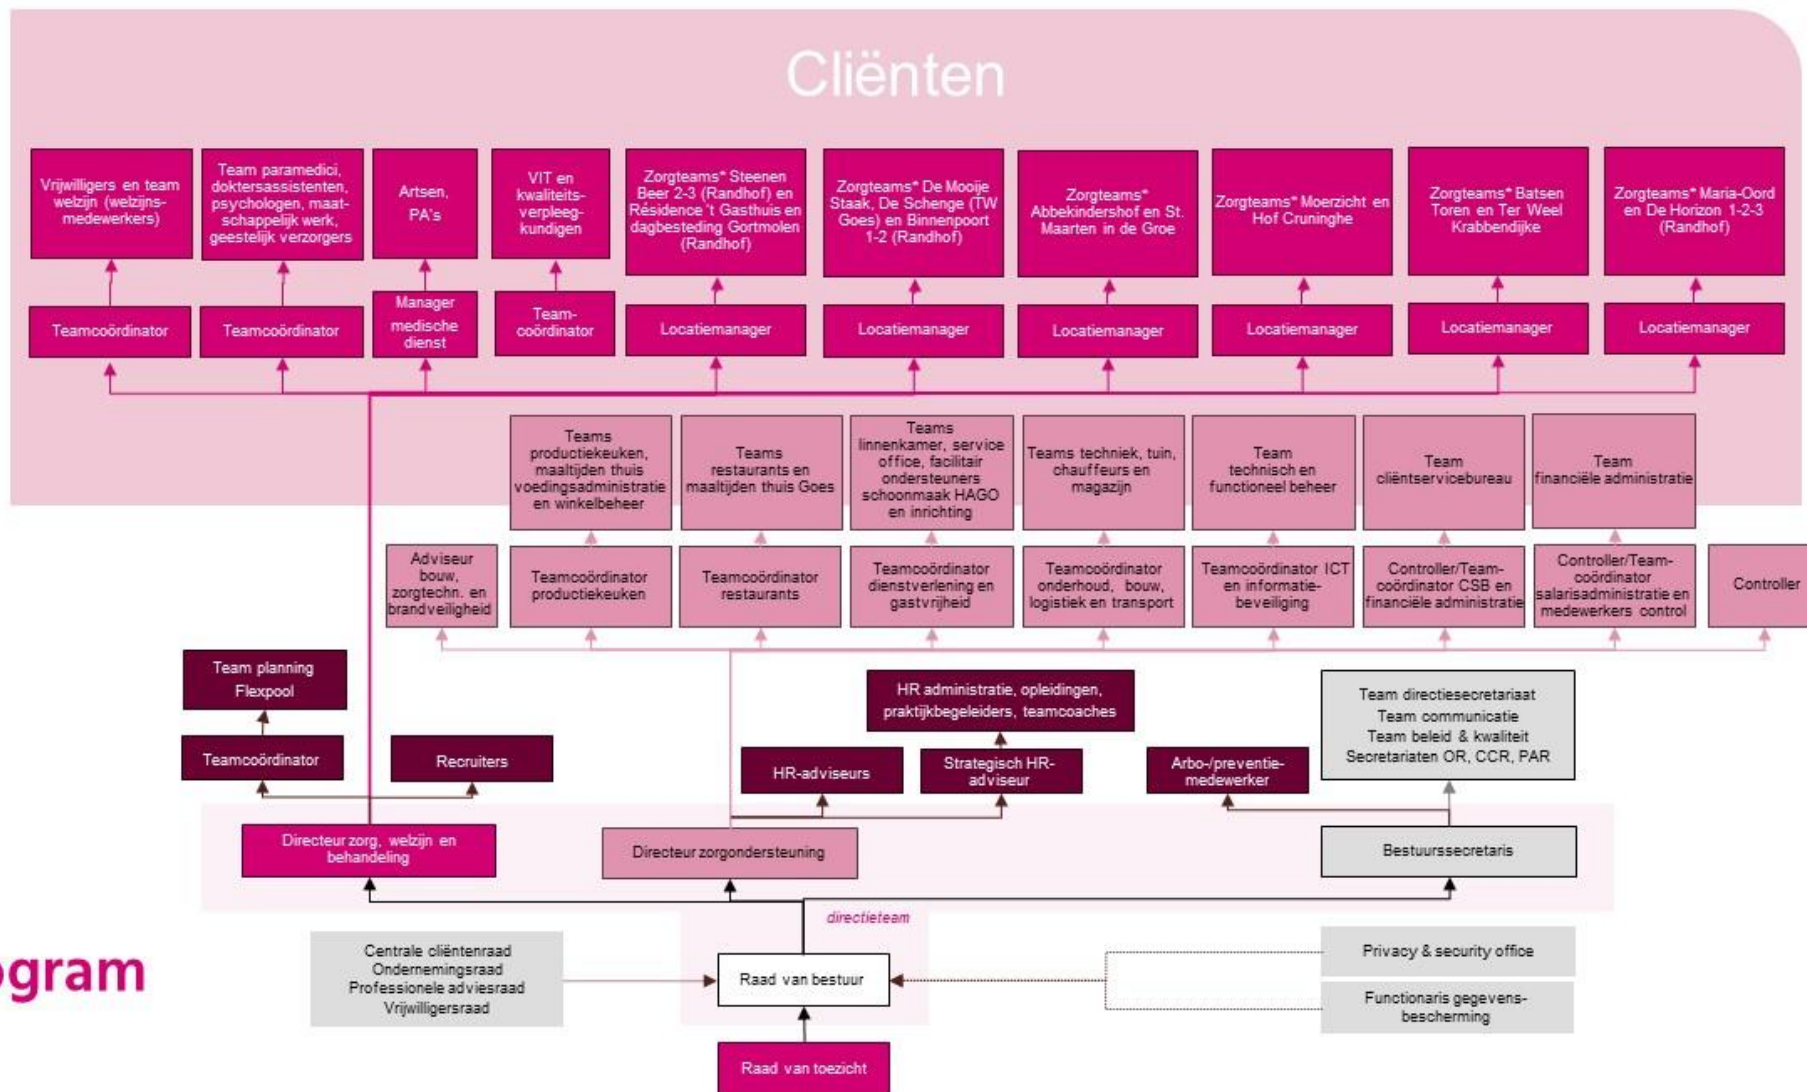 Cliënten
Vrijwilligers en team
welzijn (welzijns-
medewerkers)
Team paramedici,
doktersassistenten,
psychologen, maat-
schappelijk werk,
geestelijk verzorgers
Artsen,
PA's
VIT en
kwaliteits-
verpleeg-
kundigen
Zorgteams* Steenen
Beer 2-3 (Randhof) en
Résidence 't Gasthuis en
dagbesteding Gortmolen
(Randhof)
Zorgteams* De Mooije
Staak, De Schenge (TW
Goes) en Binnenpoort
1-2 (Randhof)
Zorgteams*
Abbekindershof en St.
Maarten in de Groe
Zorgteams* Moerzicht en
Hof Cruninghe
Zorgteams* Batsen
Toren en Ter Weel
Krabbendijke
Zorgteams* Maria-Oord
en De Horizon 1-2-3
(Randhof)
Teamcoördinator
Teamcoördinator
Manager
medische
dienst
Team-
coördinator
Locatiemanager
Locatiemanager
Locatiemanager
Locatiemanager
Locatiemanager
Locatiemanager
Teams
productiekeuken,
maaltijden thuis
voedingsadministratie
en winkelbeheer
Teams
restaurants en
maaltijden thuis Goes
Teams
linnenkamer, service
office, facilitair
ondersteuners
schoonmaak HAGO
en inrichting
Teams techniek, tuin,
chauffeurs en
magazijn
Team
technisch en
functioneel beheer
Team
cliëntservicebureau
Team
financiële administratie
Adviseur
bouw,
zorgtechn. en
brandveiligheid
Teamcoördinator
productiekeuken
Teamcoördinator
restaurants
Teamcoördinator
dienstverlening en
gastvrijheid
Teamcoördinator
onderhoud, bouw,
logistiek en transport
Teamcoördinator ICT
en informatie-
beveiliging
Controller/Team-
coördinator CSB en
financiële administratie
Controller/Team-
coördinator
salarisadministratie en
medewerkers control
Controller
Team planning
Flexpool
Teamcoördinator
Recruiters
HR administratie, opleidingen,
praktijkbegeleiders, teamcoaches
HR-adviseurs
Strategisch HR-
adviseur
Arbo-/preventie-
medewerker
Team directiesecretariaat
Team communicatie
Team beleid & kwaliteit
Secretariaten OR, CCR, PAR
Directeur zorg, welzijn en
behandeling
Directeur zorgondersteuning
Bestuurssecretaris
directieteam
ogram
Centrale cliëntenraad
Ondernemingsraad
Professionele adviesraad
Vrijwilligersraad
Raad van bestuur
Privacy & security office
Functionaris gegevens-
bescherming
Raad van toezicht